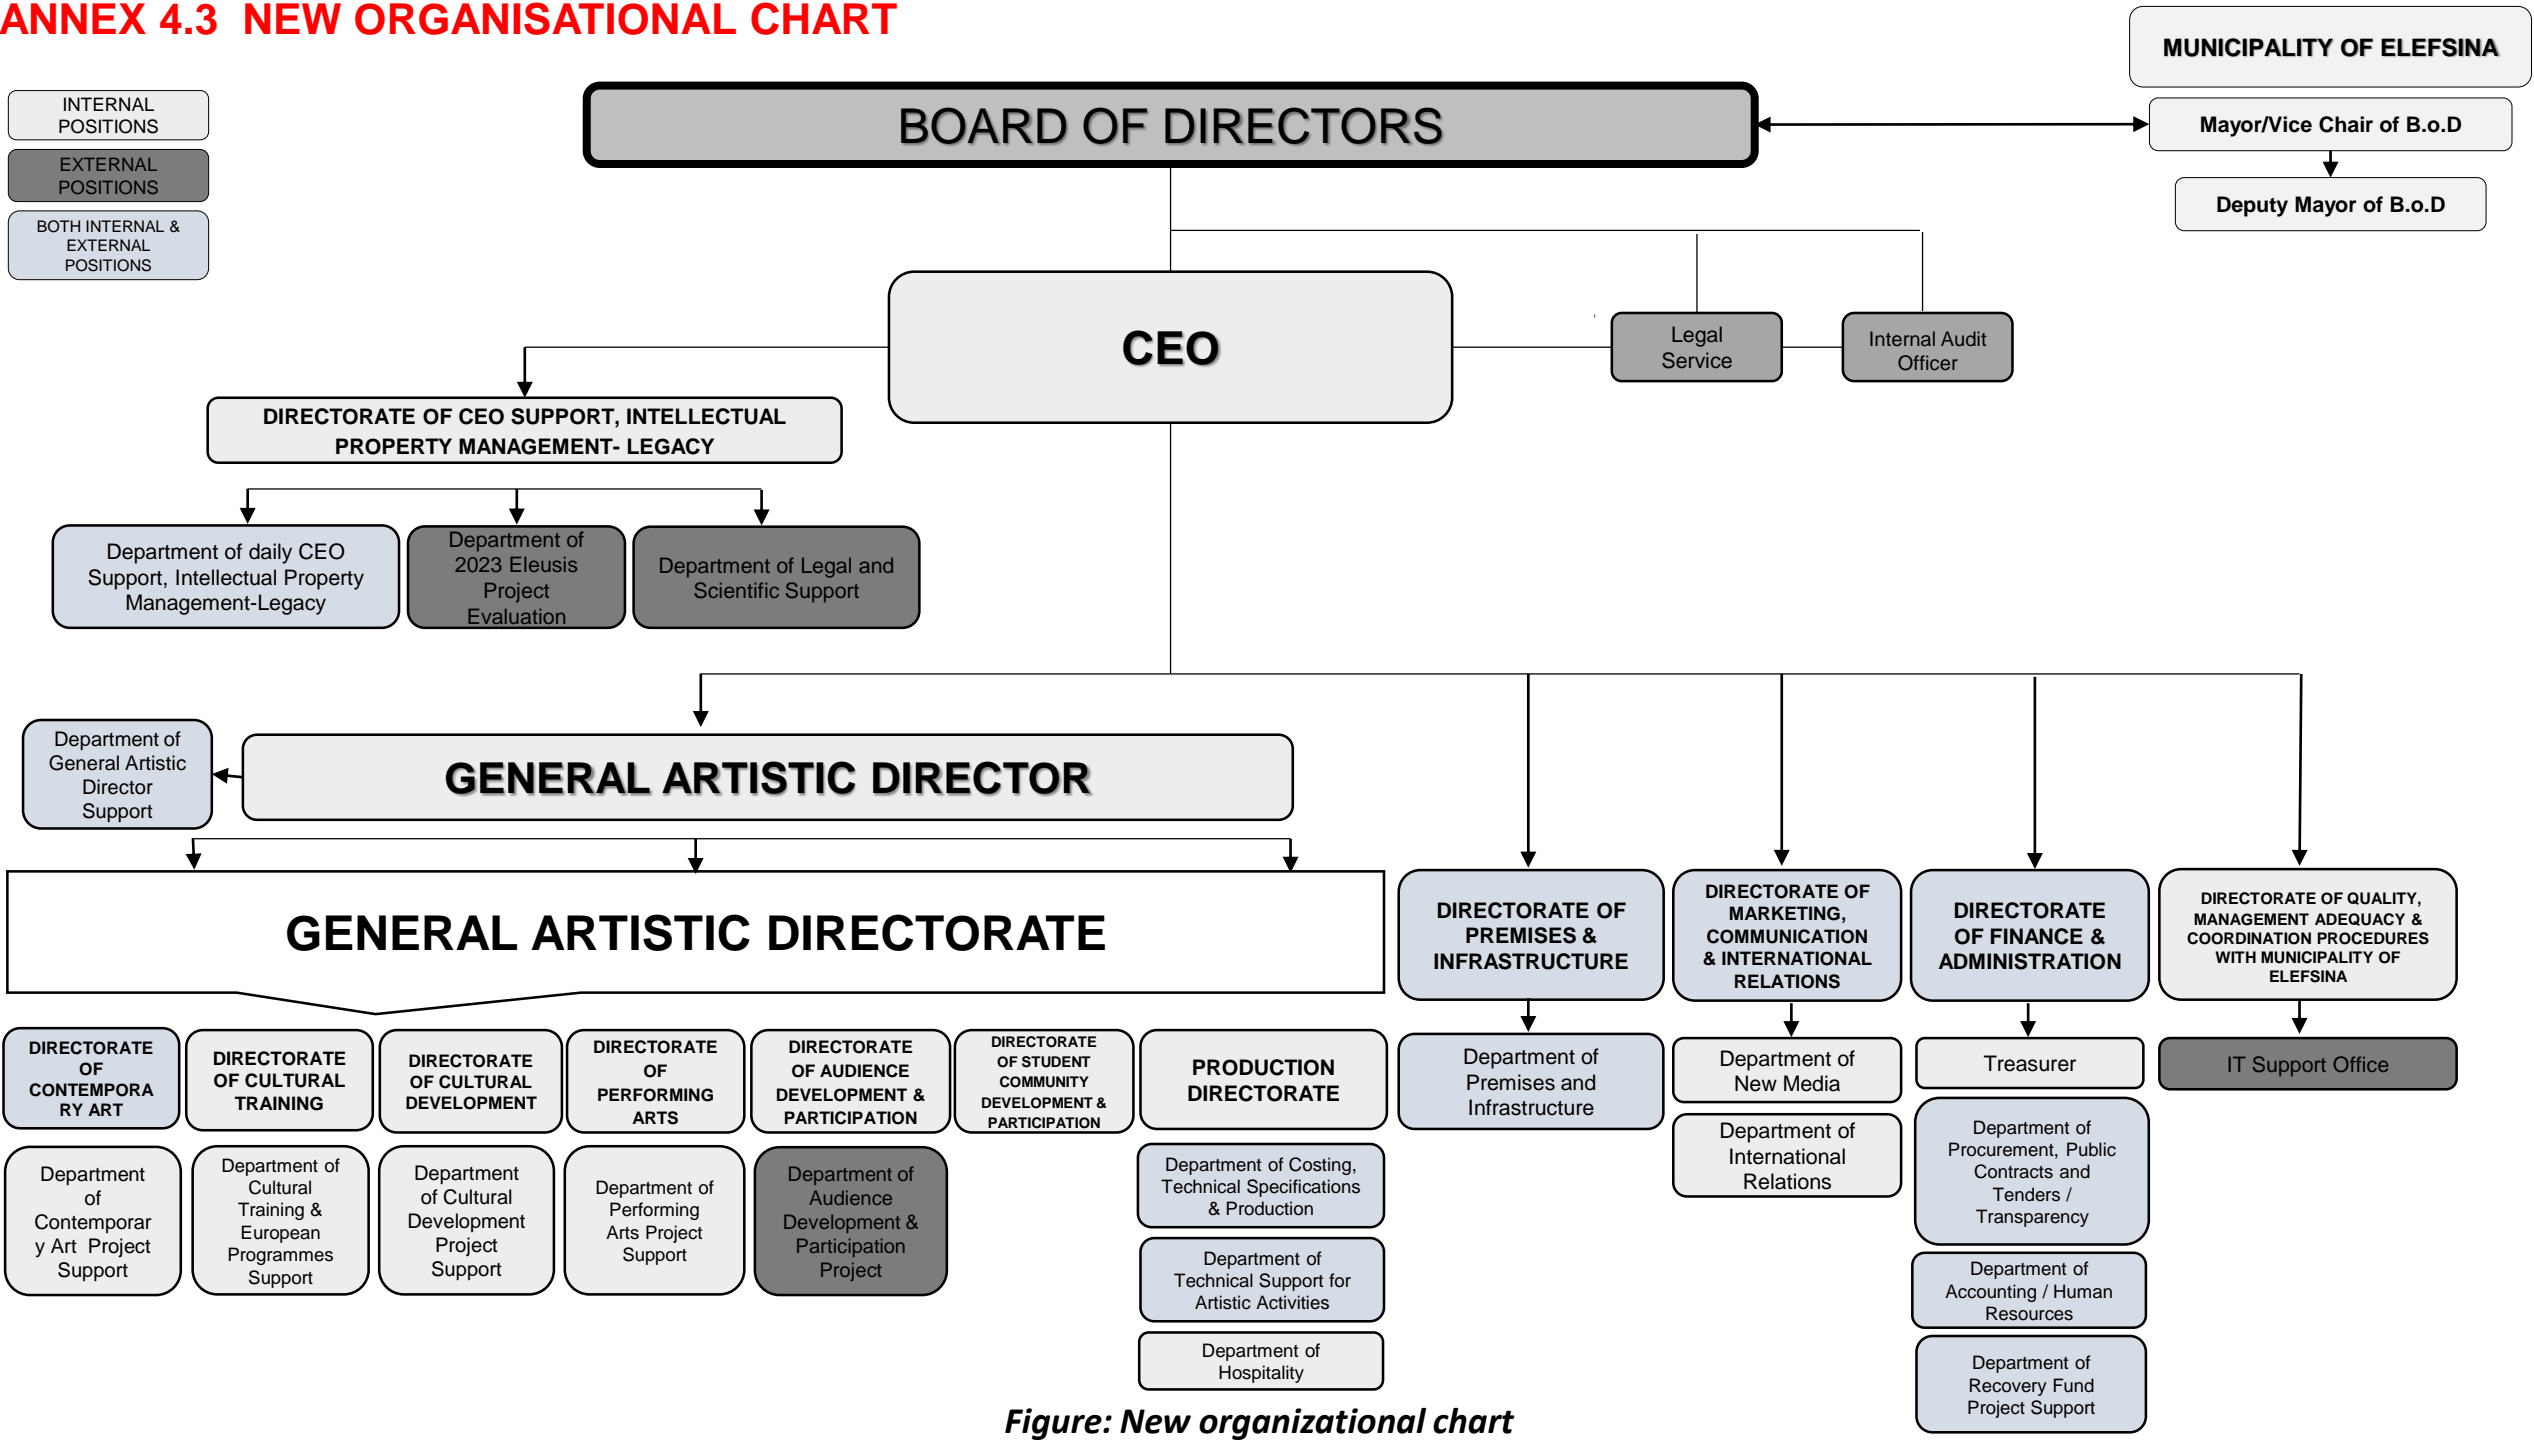 ANNEX 4.3 NEW ORGANISATIONAL CHART
MUNICIPALITY OF ELEFSINA
INTERNAL
POSITIONS
EXTERNAL
POSITIONS
BOTH INTERNAL &
EXTERNAL
POSITIONS
BOARD OF DIRECTORS
Mayor/Vice Chair of B.o.D
Deputy Mayor of B.o.D
CEO
Legal
Service
Internal Audit
Officer
DIRECTORATE OF CEO SUPPORT, INTELLECTUAL
PROPERTY MANAGEMENT- LEGACY
Department of daily CEO
Support, Intellectual Property
Management-Legacy
Department of
2023 Eleusis
Project
Evaluation
Department of Legal and
Scientific Support
Department of
General Artistic
Director
Support
GENERAL ARTISTIC DIRECTOR
GENERAL ARTISTIC DIRECTORATE
DIRECTORATE OF
PREMISES &
INFRASTRUCTURE
DIRECTORATE OF
MARKETING,
COMMUNICATION
& INTERNATIONAL
RELATIONS
DIRECTORATE
OF FINANCE &
ADMINISTRATION
DIRECTORATE OF QUALITY,
MANAGEMENT ADEQUACY &
COORDINATION PROCEDURES
WITH MUNICIPALITY OF
ELEFSINA
DIRECTORATE
OF
CONTEMPORA
RY ART
DIRECTORATE
OF CULTURAL
TRAINING
DIRECTORATE
OF CULTURAL
DEVELOPMENT
DIRECTORATE
OF
PERFORMING
ARTS
DIRECTORATE
OF AUDIENCE
DEVELOPMENT &
PARTICIPATION
DIRECTORATE
OF STUDENT
COMMUNITY
DEVELOPMENT &
PARTICIPATION
PRODUCTION
DIRECTORATE
Department of
Premises and
Infrastructure
Department of
New Media
Treasurer
IT Support Office
Department
of
Contemporar
y Art Project
Support
Department of
Cultural
Training &
European
Programmes
Support
Department
of Cultural
Development
Project
Support
Department of
Performing
Arts Project
Support
Department of
Audience
Development &
Participation
Project
Department of Costing,
Technical Specifications
& Production
Department of
Technical Support for
Artistic Activities
Department of
Hospitality
Department of
International
Relations
Department of
Procurement, Public
Contracts and
Tenders /
Transparency
Department of
Accounting / Human
Resources
Department of
Recovery Fund
Project Support
Figure: New organizational chart